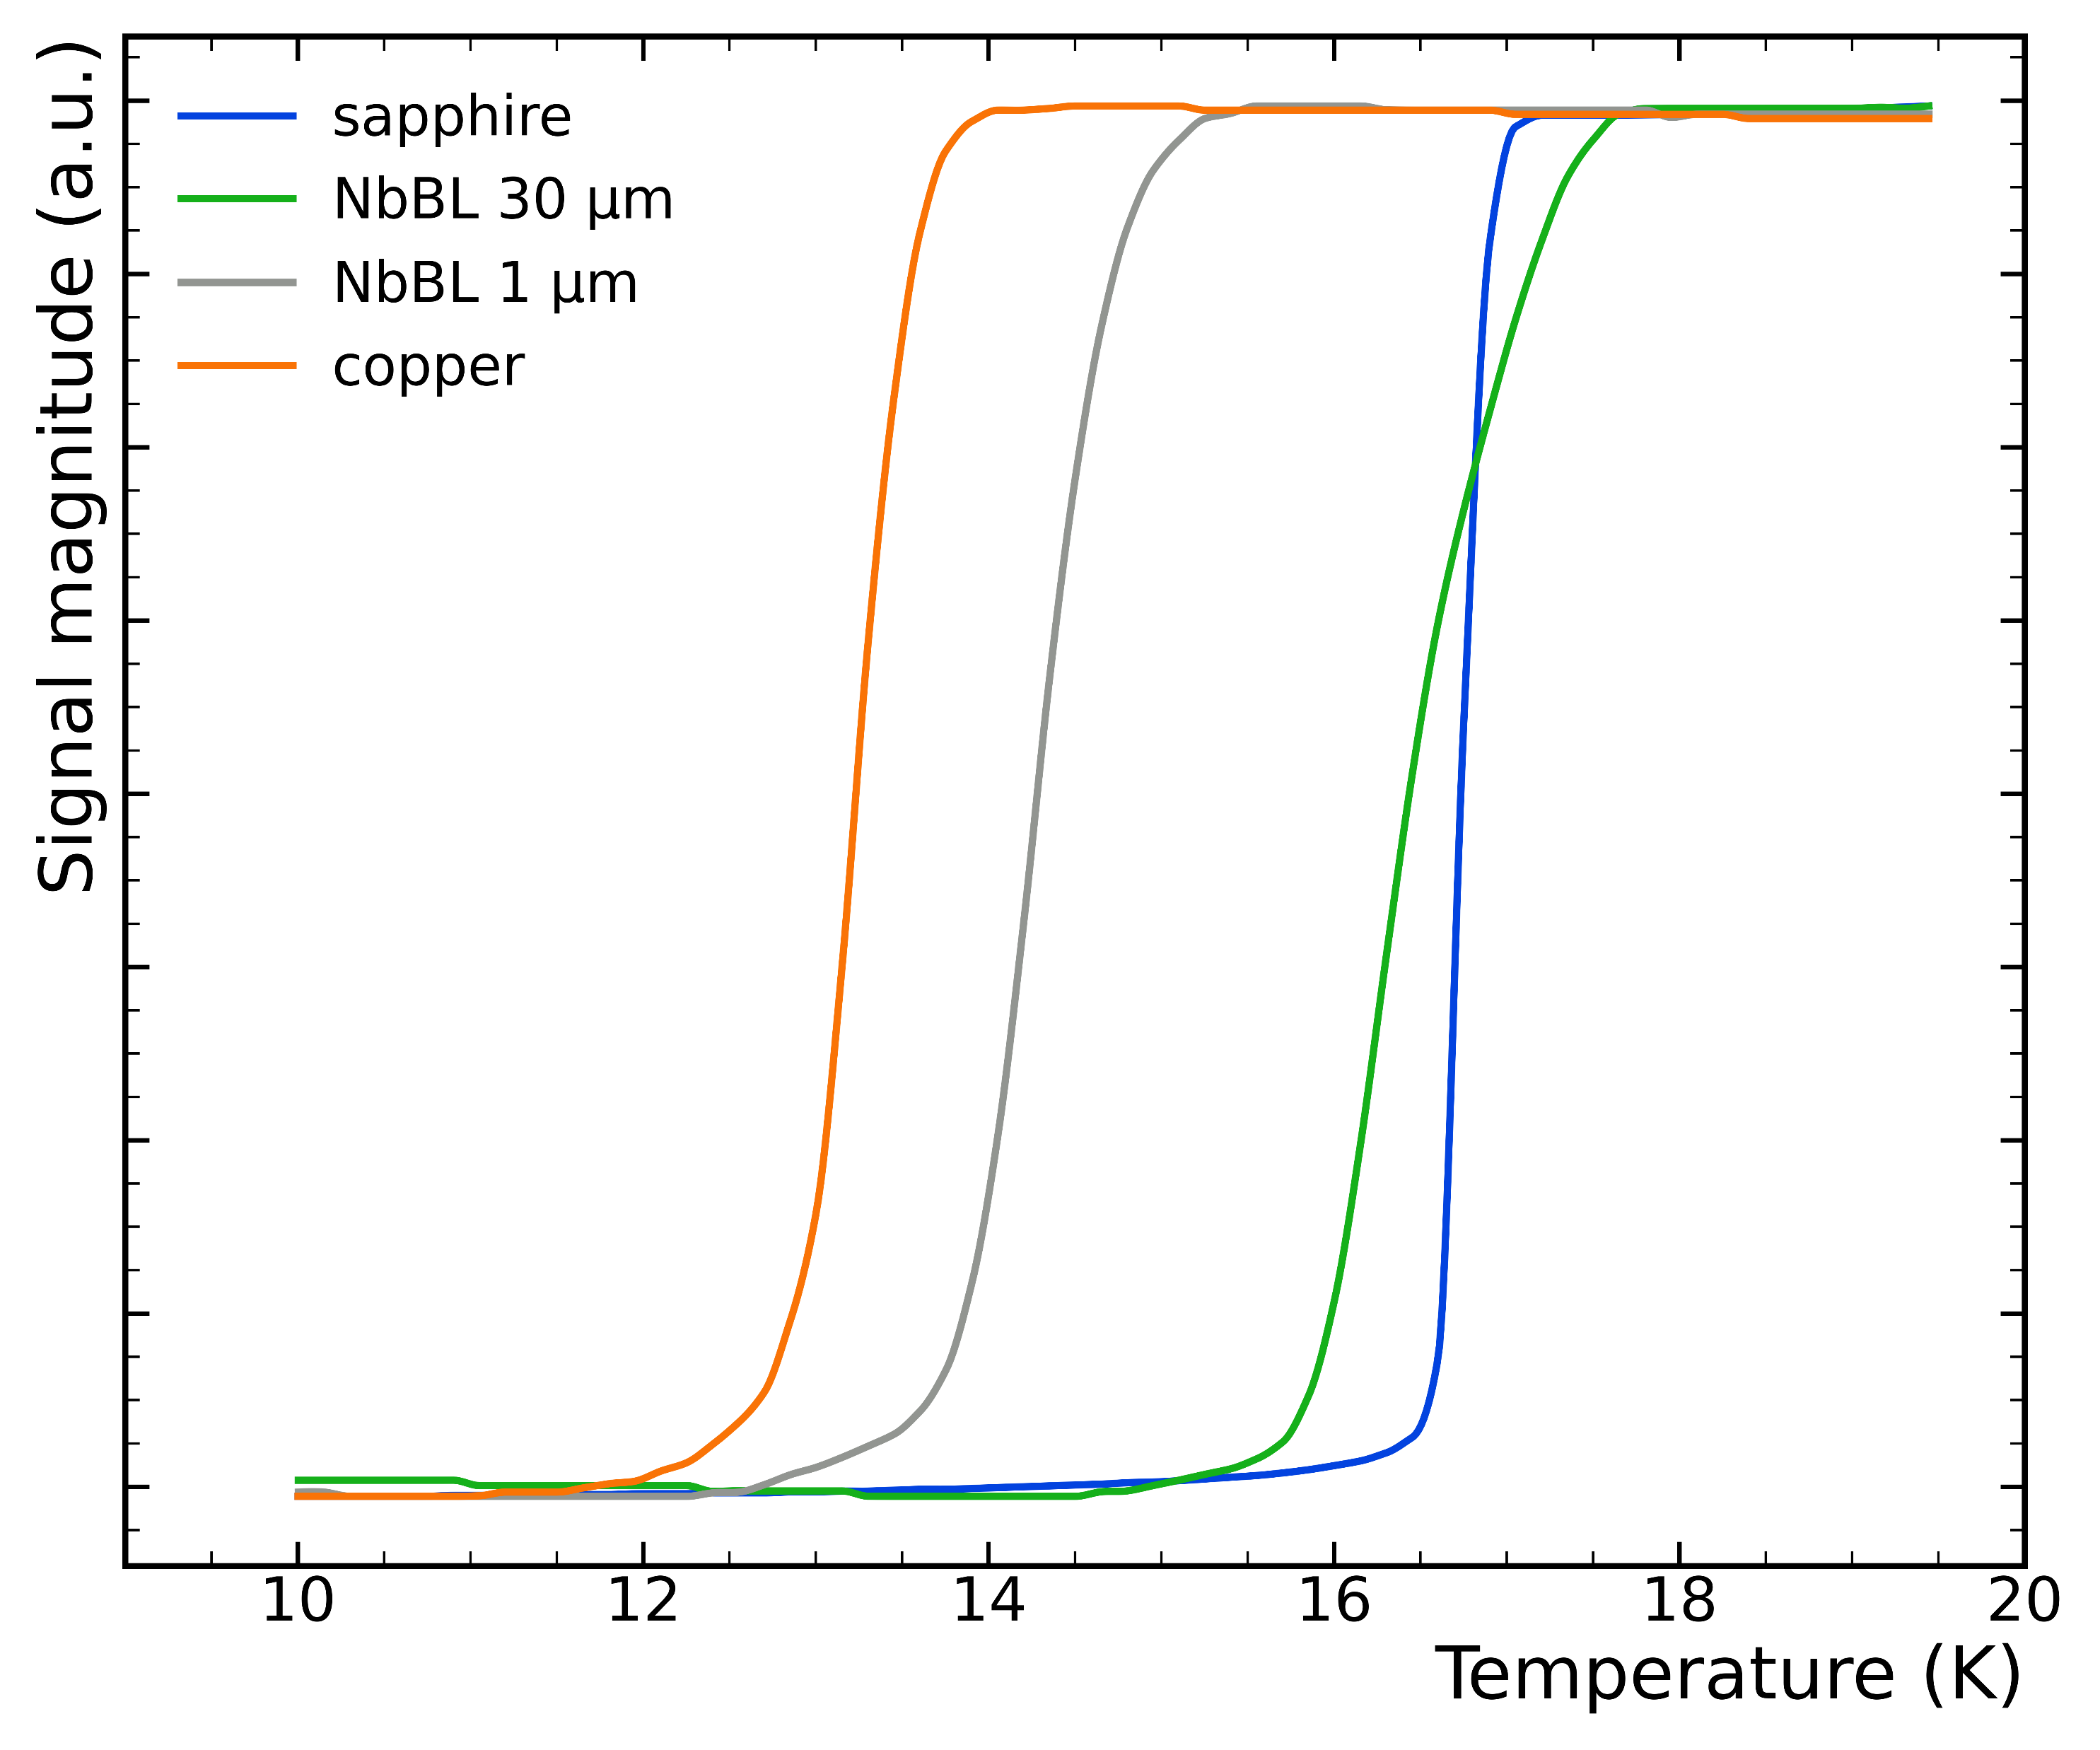 Signal magnitude (a.u.)
sapphire
NbBL 30 µm
NbBL 1 µm
copper
10 12 14 16 18 20
Temperature (K)